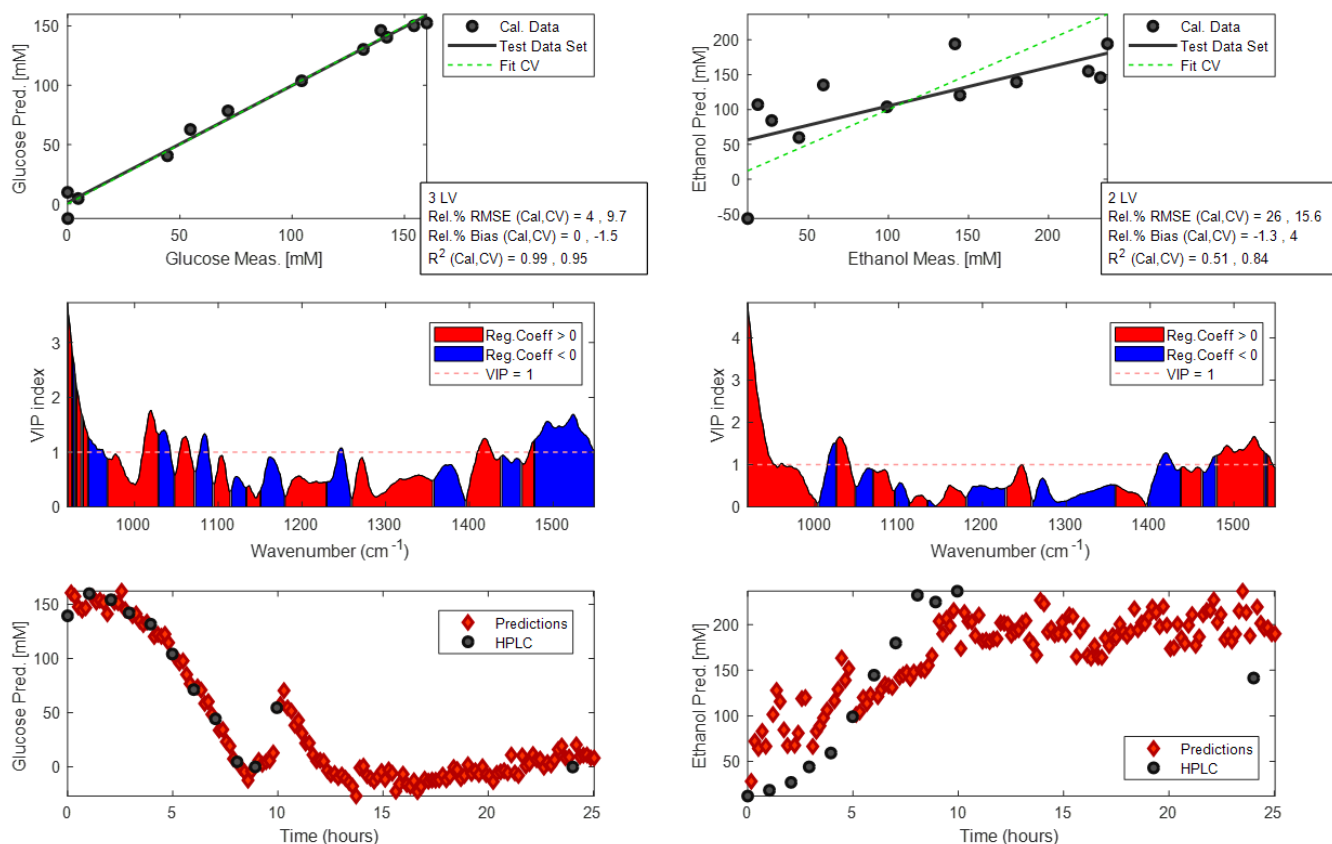 150
100
50
0
Glucose Pred. [mM]
0
50
100
150
Glucose Meas. [mM]
Cal. Data
Test Data Set
Fit CV
3 LV
Rel.% RMSE (Cal,CV) = 4 , 9.7
Rel.% Bias (Cal,CV) = 0 , -1.5
R² (Cal,CV) = 0.99 , 0.95
200
150
100
50
0
-50
Ethanol Pred. [mM]
50
100
150
200
Ethanol Meas. [mM]
Cal. Data
Test Data Set
Fit CV
2 LV
Rel.% RMSE (Cal,CV) = 26 , 15.6
Rel.% Bias (Cal,CV) = -1.3 , 4
R² (Cal,CV) = 0.51 , 0.84
3
2
1
0
VIP index
1000
1100
1200
1300
1400
1500
Wavenumber (cm⁻¹)
Reg.Coeff > 0
Reg.Coeff < 0
VIP = 1
4
3
2
1
0
VIP index
1000
1100
1200
1300
1400
1500
Wavenumber (cm⁻¹)
Reg.Coeff > 0
Reg.Coeff < 0
VIP = 1
150
100
50
0
Glucose Pred. [mM]
0
5
10
15
20
25
Time (hours)
Predictions
HPLC
200
150
100
50
Ethanol Pred. [mM]
0
5
10
15
20
25
Time (hours)
Predictions
HPLC